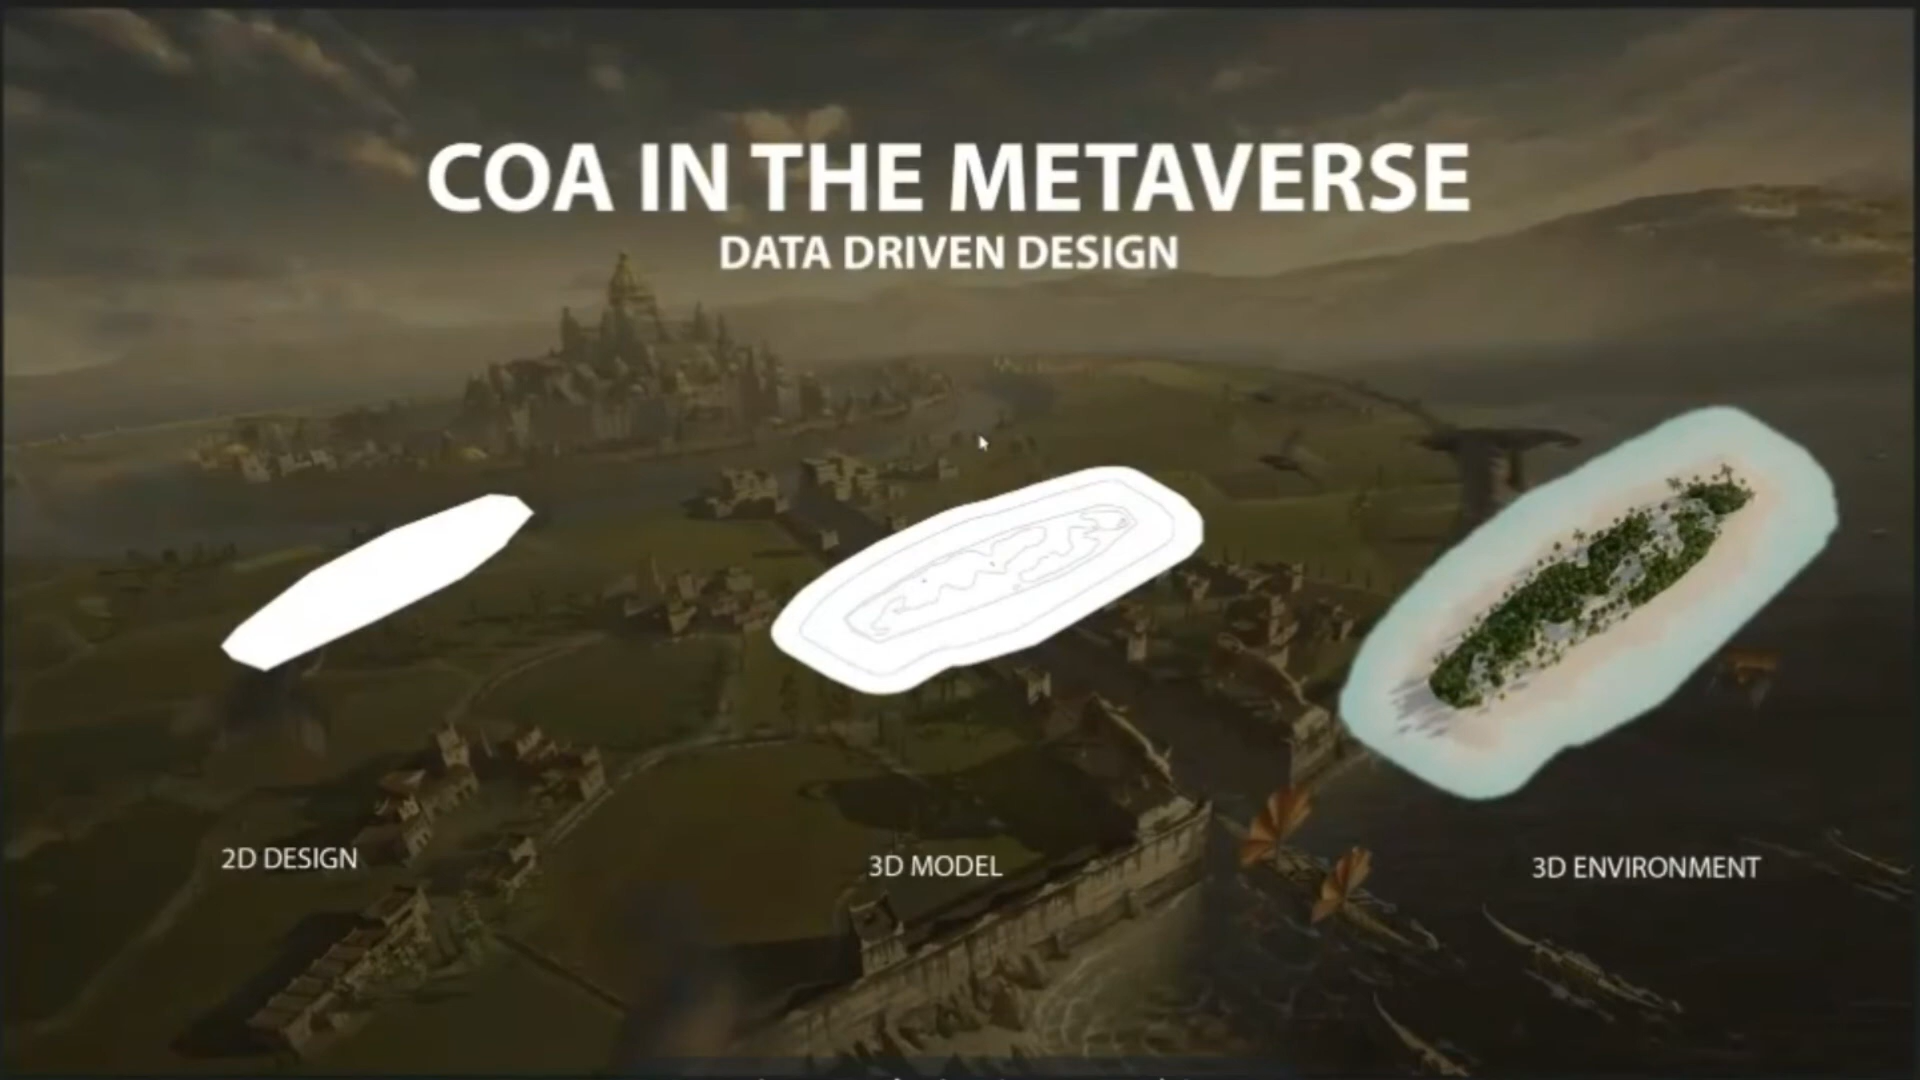 COA IN THE METAVERSE
DATA DRIVEN DESIGN
2D DESIGN
3D MODEL
3D ENVIRONMENT